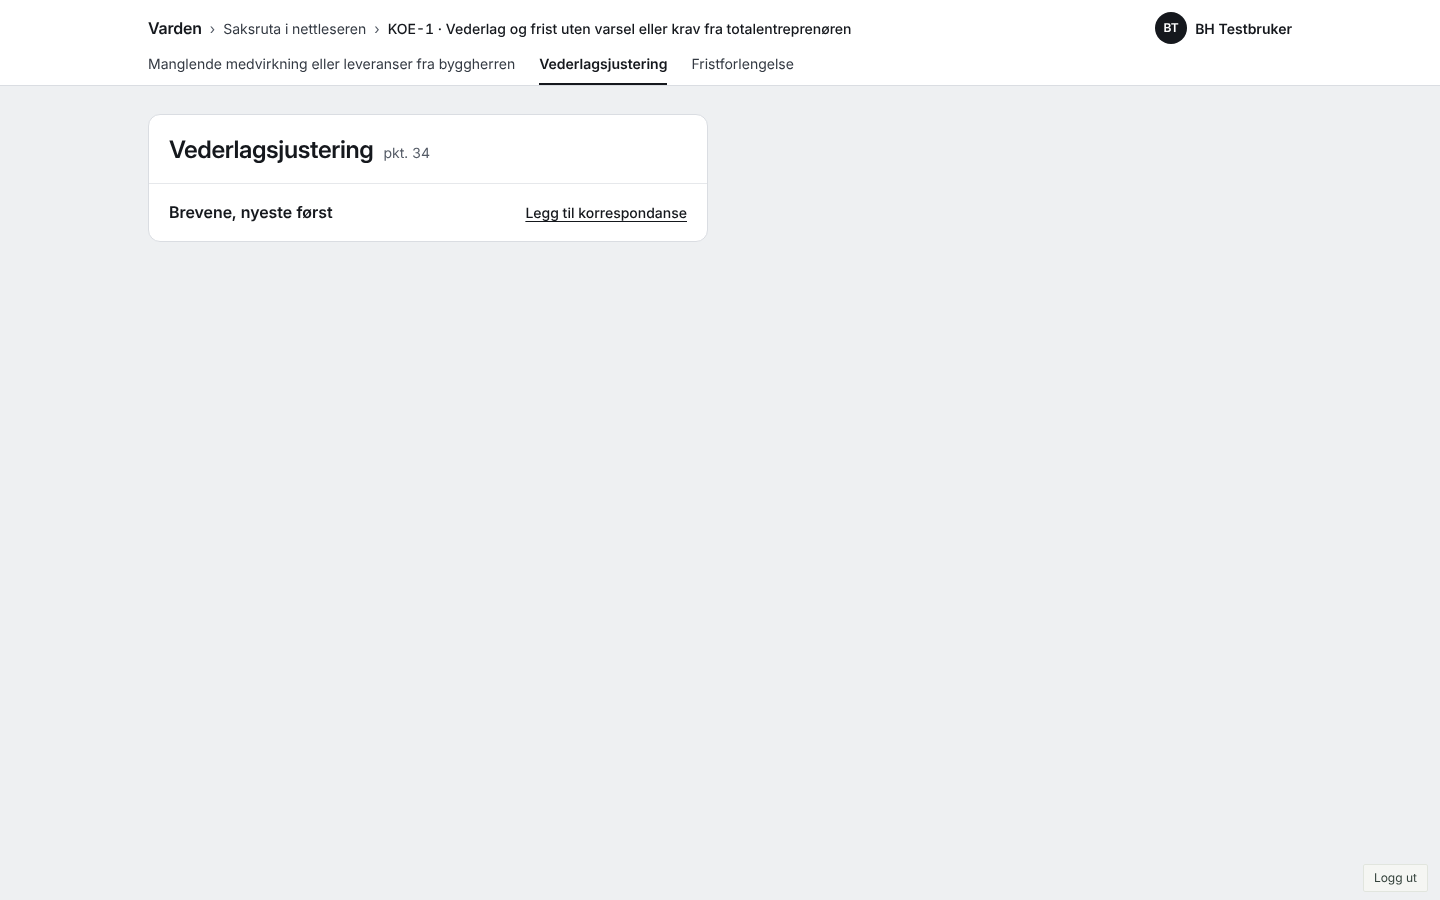 Varden › Saksruta i nettleseren › KOE-1 · Vederlag og frist uten varsel eller krav fra totalentreprenøren
BT BH Testbruker
Manglende medvirkning eller leveranser fra byggherren Vederlagsjustering Fristforlengelse
Vederlagsjustering pkt. 34
Brevene, nyeste først Legg til korrespondanse
Logg ut